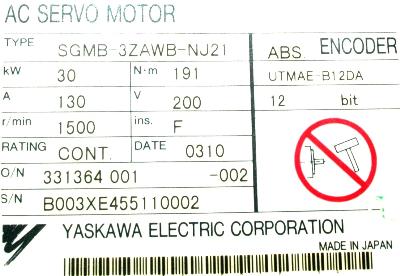 AC SERVO MOTOR
TYPE SGMB-3ZAWB-NJ21
ABS. ENCODER
kW 30 N·m 191
UTMAE-B12DA
A 130 V 200
12 bit
r/min 1500 ins. F
RATING CONT. DATE 0310
O/N 331364 001 -002
S/N B003XE455110002
YASKAWA ELECTRIC CORPORATION
MADE IN JAPAN